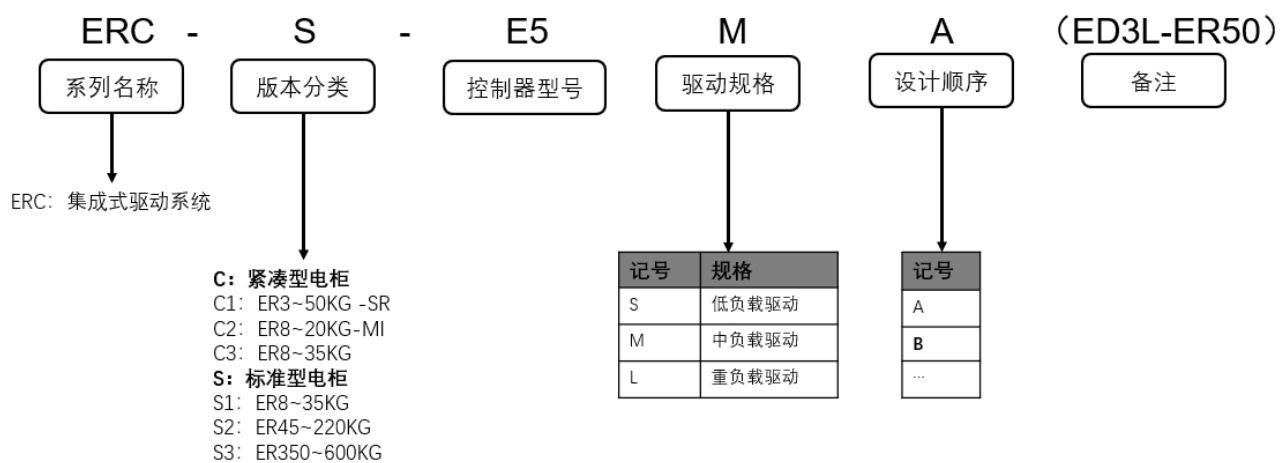 ERC - S - E5 M A （ED3L-ER50）
系列名称 版本分类 控制器型号 驱动规格 设计顺序 备注
ERC：集成式驱动系统
C：紧凑型电柜
C1：ER3~50KG -SR
C2：ER8~20KG-MI
C3：ER8~35KG
S：标准型电柜
S1：ER8~35KG
S2：ER45~220KG
S3：ER350~600KG
记号 规格
S 低负载驱动
M 中负载驱动
L 重负载驱动
记号
A
B
...